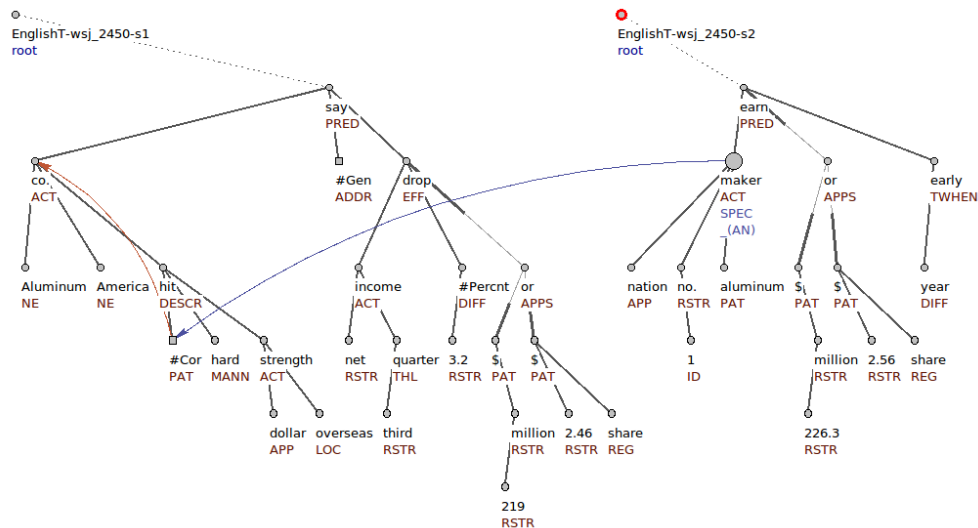 EnglishT-wsj_2450-s1
root
EnglishT-wsj_2450-s2
root
say
PRED
earn
PRED
co.
ACT
#Gen
ADDR
drop
EFF
maker
ACT
SPEC
_(AN)
or
APPS
early
TWHEN
Aluminum
NE
America
NE
hit
DESCR
income
ACT
#Percnt
DIFF
or
APPS
nation
APP
no.
RSTR
aluminum
PAT
$
PAT
$
PAT
year
DIFF
#Cor
PAT
hard
MANN
strength
ACT
net
RSTR
quarter
THL
3.2
RSTR
$
PAT
$
PAT
1
ID
million
RSTR
2.56
RSTR
share
REG
dollar
APP
overseas
LOC
third
RSTR
million
RSTR
2.46
RSTR
share
REG
226.3
RSTR
219
RSTR